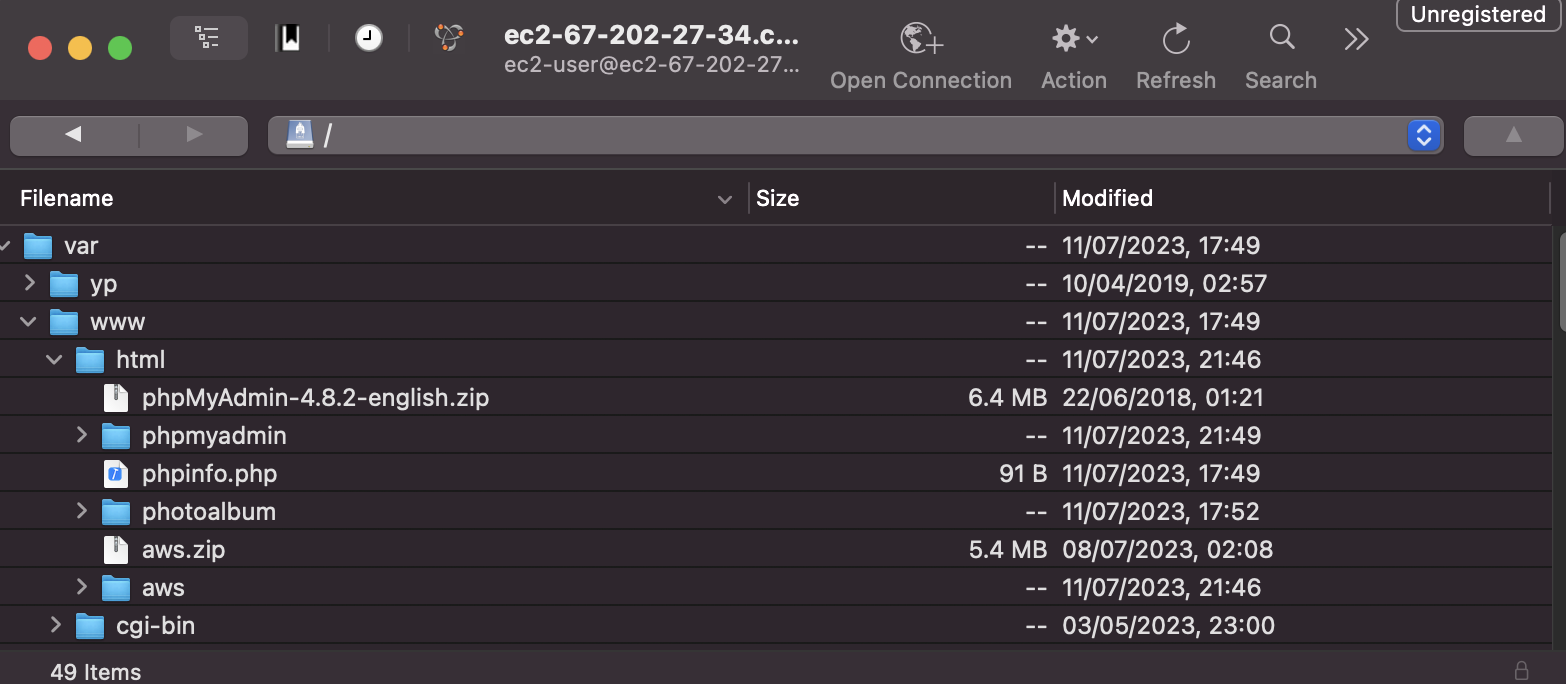 Unregistered
ec2-67-202-27-34.c...
ec2-user@ec2-67-202-27...
Open Connection Action Refresh Search
/
Filename Size Modified
var -- 11/07/2023, 17:49
yp -- 10/04/2019, 02:57
www -- 11/07/2023, 17:49
html -- 11/07/2023, 21:46
phpMyAdmin-4.8.2-english.zip 6.4 MB 22/06/2018, 01:21
phpmyadmin -- 11/07/2023, 21:49
phpinfo.php 91 B 11/07/2023, 17:49
photoalbum -- 11/07/2023, 17:52
aws.zip 5.4 MB 08/07/2023, 02:08
aws -- 11/07/2023, 21:46
cgi-bin -- 03/05/2023, 23:00
49 Items